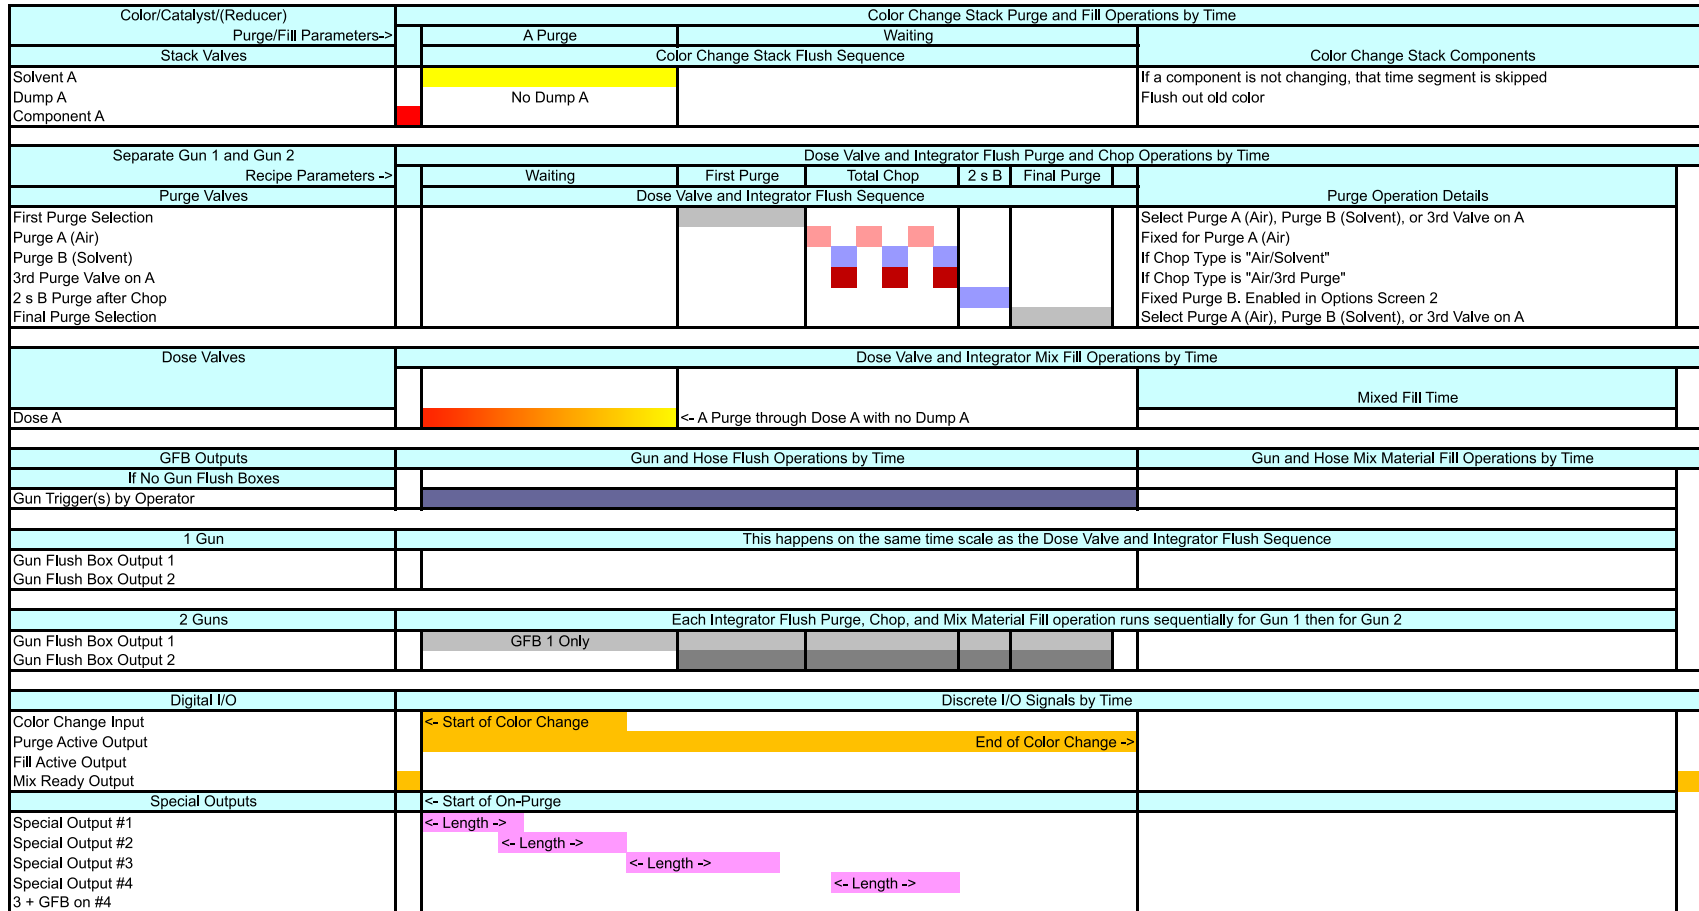 Color/Catalyst/(Reducer)
Color Change Stack Purge and Fill Operations by Time
Purge/Fill Parameters->
A Purge
Waiting
Stack Valves
Color Change Stack Flush Sequence
Color Change Stack Components
Solvent A
If a component is not changing, that time segment is skipped
Dump A
No Dump A
Flush out old color
Component A
Separate Gun 1 and Gun 2
Dose Valve and Integrator Flush Purge and Chop Operations by Time
Recipe Parameters ->
Waiting
First Purge
Total Chop
2 s B
Final Purge
Purge Valves
Dose Valve and Integrator Flush Sequence
Purge Operation Details
First Purge Selection
Select Purge A (Air), Purge B (Solvent), or 3rd Valve on A
Purge A (Air)
Fixed for Purge A (Air)
Purge B (Solvent)
If Chop Type is "Air/Solvent"
3rd Purge Valve on A
If Chop Type is "Air/3rd Purge"
2 s B Purge after Chop
Fixed Purge B. Enabled in Options Screen 2
Final Purge Selection
Select Purge A (Air), Purge B (Solvent), or 3rd Valve on A
Dose Valves
Dose Valve and Integrator Mix Fill Operations by Time
Mixed Fill Time
Dose A
<- A Purge through Dose A with no Dump A
GFB Outputs
Gun and Hose Flush Operations by Time
Gun and Hose Mix Material Fill Operations by Time
If No Gun Flush Boxes
Gun Trigger(s) by Operator
1 Gun
This happens on the same time scale as the Dose Valve and Integrator Flush Sequence
Gun Flush Box Output 1
Gun Flush Box Output 2
2 Guns
Each Integrator Flush Purge, Chop, and Mix Material Fill operation runs sequentially for Gun 1 then for Gun 2
Gun Flush Box Output 1
GFB 1 Only
Gun Flush Box Output 2
Digital I/O
Discrete I/O Signals by Time
Color Change Input
<- Start of Color Change
Purge Active Output
End of Color Change ->
Fill Active Output
Mix Ready Output
Special Outputs
<- Start of On-Purge
Special Output #1
<- Length ->
Special Output #2
<- Length ->
Special Output #3
<- Length ->
Special Output #4
<- Length ->
3 + GFB on #4